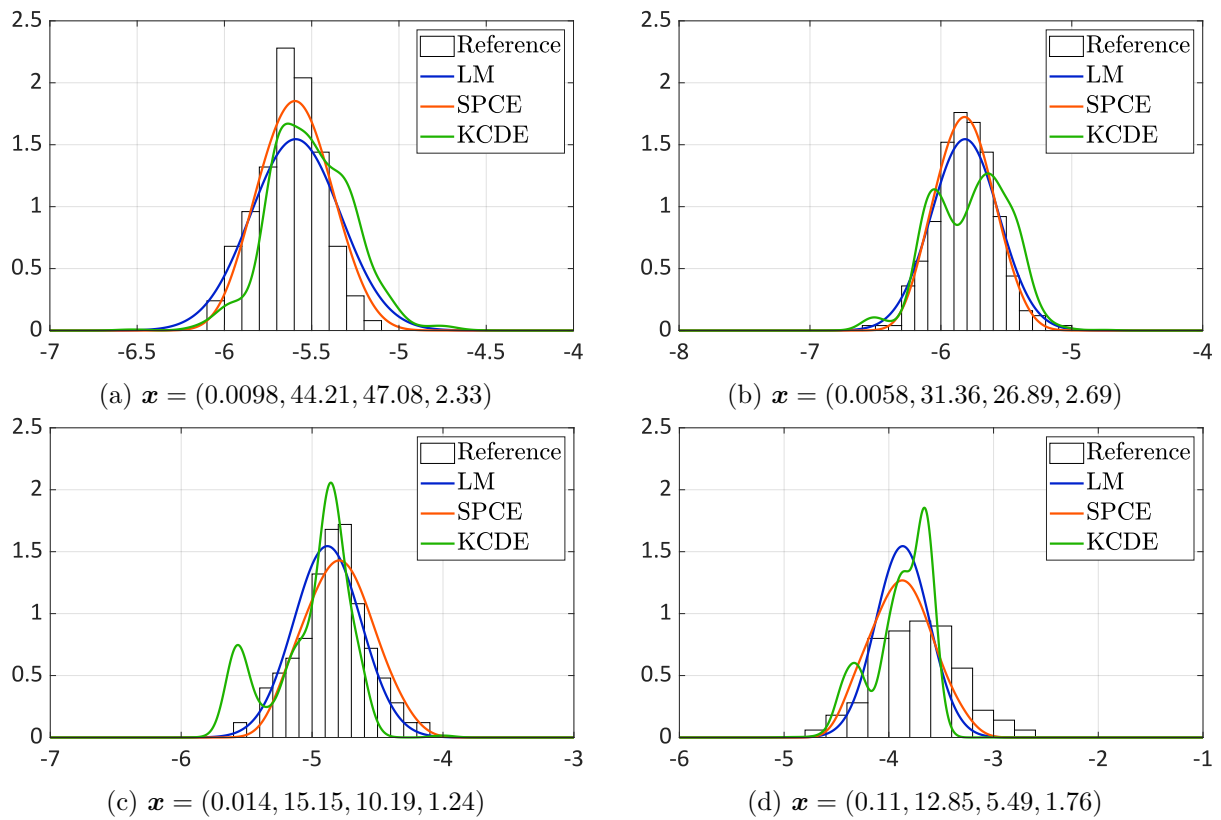 2.5
2
1.5
1
0.5
0
Reference
LM
SPCE
KCDE
-7 -6.5 -6 -5.5 -5 -4.5 -4
(a) x = (0.0098, 44.21, 47.08, 2.33)
2.5
2
1.5
1
0.5
0
Reference
LM
SPCE
KCDE
-8 -7 -6 -5 -4
(b) x = (0.0058, 31.36, 26.89, 2.69)
2.5
2
1.5
1
0.5
0
Reference
LM
SPCE
KCDE
-7 -6 -5 -4 -3
(c) x = (0.014, 15.15, 10.19, 1.24)
2.5
2
1.5
1
0.5
0
Reference
LM
SPCE
KCDE
-6 -5 -4 -3 -2 -1
(d) x = (0.11, 12.85, 5.49, 1.76)